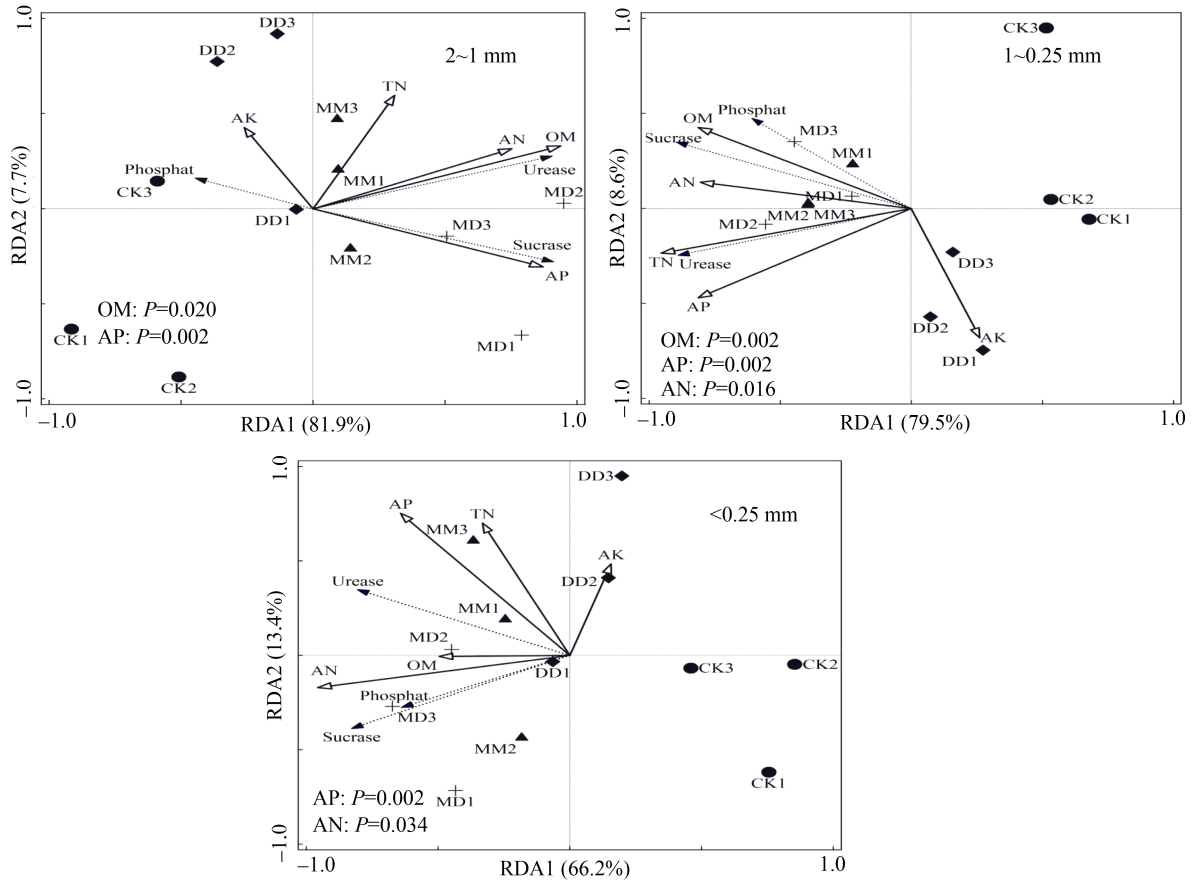 1.0
DD3
DD2
2~1 mm
TN
AK
MM3
AN
OM
Urease
Phosphat
CK3
MM1
MD2
DD1
MD3
MM2
Sucrase
AP
OM: P=0.020
AP: P=0.002
CK1
MD1
CK2
RDA2 (7.7%)
−1.0
−1.0
RDA1 (81.9%)
1.0
1.0
CK3
1~0.25 mm
Phosphat
OM
MD3
Sucrase
MM1
AN
MD1
CK2
MM2
MM3
CK1
MD2
TN
Urease
DD3
AP
DD2
AK
DD1
OM: P=0.002
AP: P=0.002
AN: P=0.016
RDA2 (8.6%)
−1.0
−1.0
RDA1 (79.5%)
1.0
1.0
DD3
<0.25 mm
AP
TN
MM3
AK
DD2
Urease
MM1
MD2
OM
AN
DD1
CK3
CK2
Phosphat
MD3
Sucrase
MM2
CK1
MD1
AP: P=0.002
AN: P=0.034
RDA2 (13.4%)
−1.0
−1.0
RDA1 (66.2%)
1.0